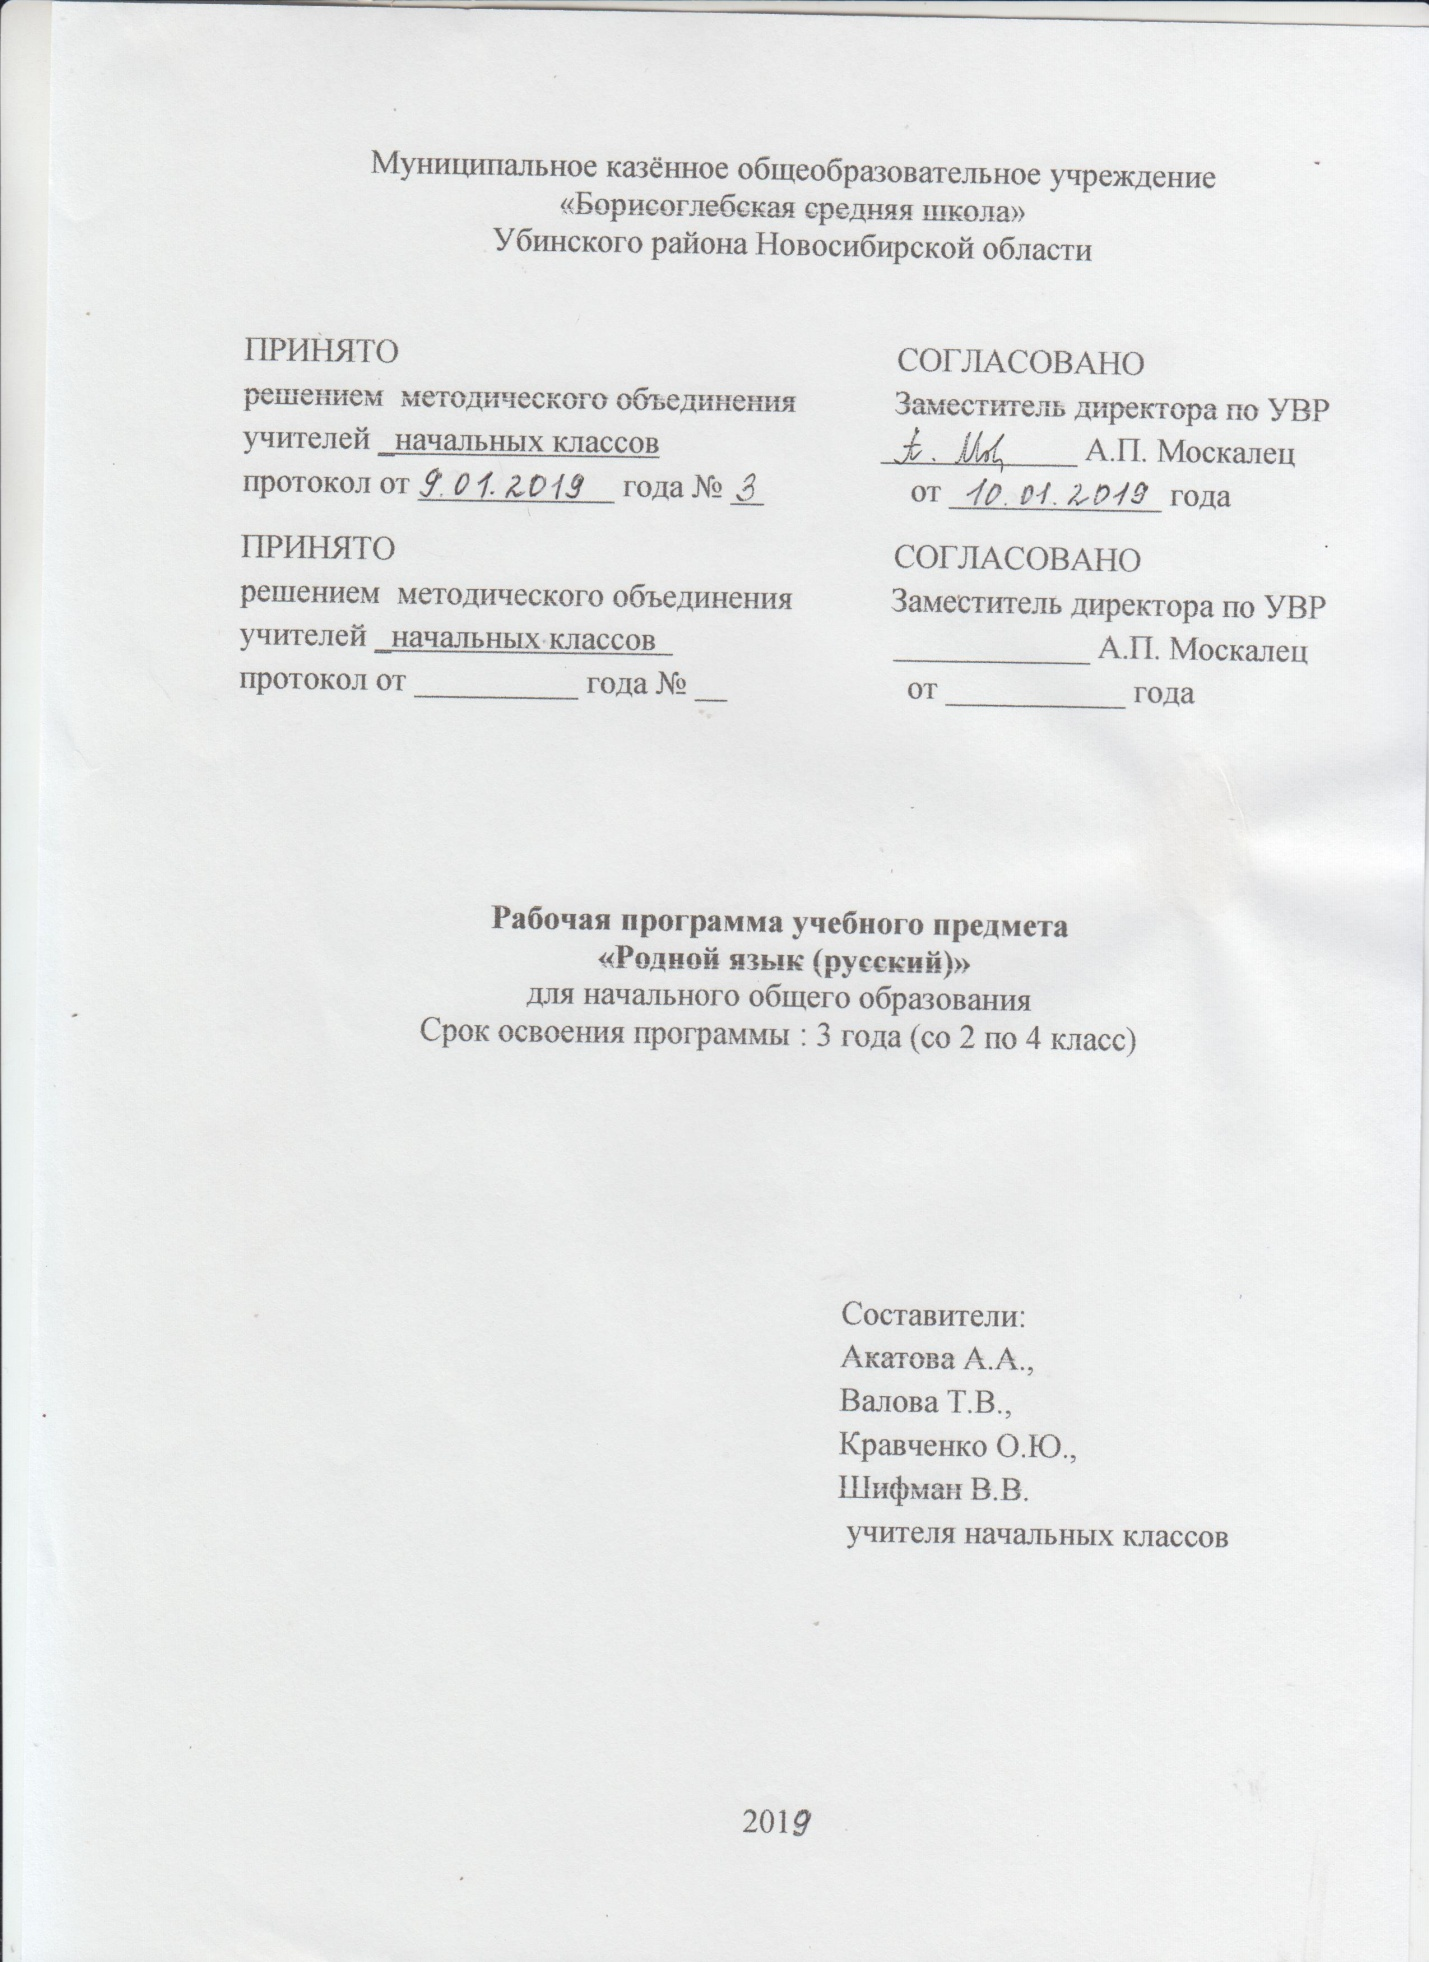 Муниципальное казённое общеобразовательное учреждение
«Борисоглебская средняя школа»
Убинского района Новосибирской области
ПРИНЯТО
решением методического объединения
учителей _начальных классов
протокол от 9.01.2019 года № 3
СОГЛАСОВАНО
Заместитель директора по УВР
А.П. Москалец
от 10.01.2019 года
ПРИНЯТО
решением методического объединения
учителей _начальных классов_
протокол от ___________ года № __
СОГЛАСОВАНО
Заместитель директора по УВР
____________ А.П. Москалец
от ___________ года
Рабочая программа учебного предмета
«Родной язык (русский)»
для начального общего образования
Срок освоения программы : 3 года (со 2 по 4 класс)
Составители:
Акатова А.А.,
Валова Т.В.,
Кравченко О.Ю.,
Шифман В.В.
учителя начальных классов
2019